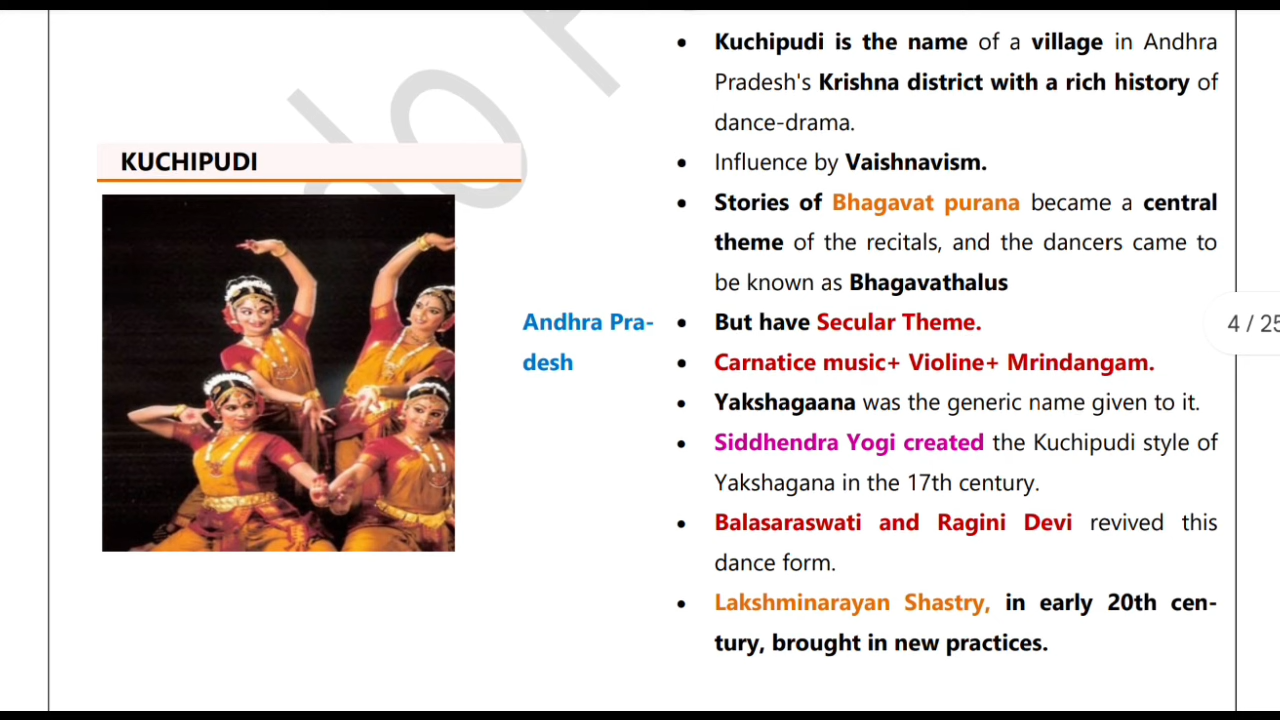 KUCHIPUDI
Andhra Pra-
desh
• Kuchipudi is the name of a village in Andhra
Pradesh's Krishna district with a rich history of
dance-drama.
• Influence by Vaishnavism.
• Stories of Bhagavat purana became a central
theme of the recitals, and the dancers came to
be known as Bhagavathalus
• But have Secular Theme.
• Carnatice music+ Violine+ Mrindangam.
• Yakshagaana was the generic name given to it.
• Siddhendra Yogi created the Kuchipudi style of
Yakshagana in the 17th century.
• Balasaraswati and Ragini Devi revived this
dance form.
• Lakshminarayan Shastry, in early 20th cen-
tury, brought in new practices.
4 / 25